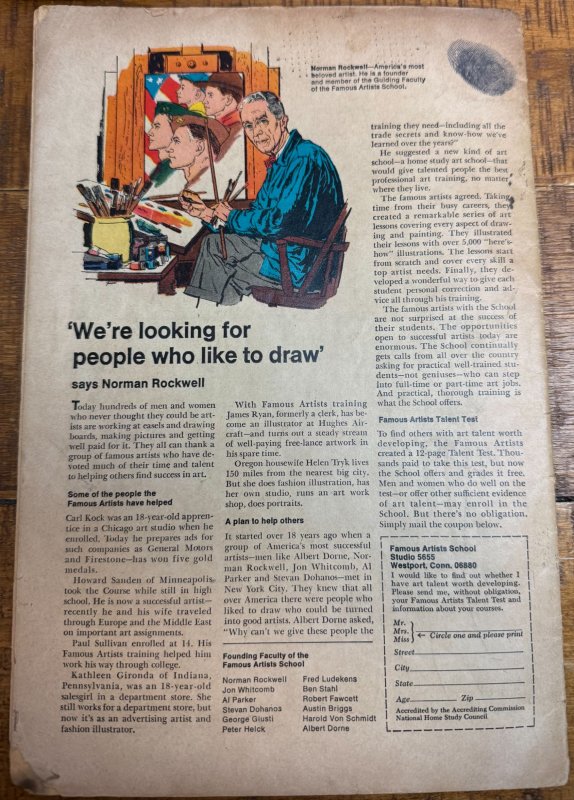 Norman Rockwell—America's most
beloved artist. He is a founder
and member of the Guiding Faculty
of the Famous Artists School.
'We're looking for
people who like to draw'
says Norman Rockwell
Today hundreds of men and women
who never thought they could be art-
ists are working at easels and drawing
boards, making pictures and getting
well paid for it. They all can thank a
group of famous artists who have de-
voted much of their time and talent
to helping others find success in art.
Some of the people the
Famous Artists have helped
Carl Kock was an 18-year-old appren-
tice in a Chicago art studio when he
enrolled. Today he prepares ads for
such companies as General Motors
and Firestone—has won five gold
medals.
Howard Sanden of Minneapolis
took the Course while still in high
school. He is now a successful artist—
recently he and his wife traveled
through Europe and the Middle East
on important art assignments.
Paul Sullivan enrolled at 14. His
Famous Artists training helped him
work his way through college.
Kathleen Gironda of Indiana,
Pennsylvania, was an 18-year-old
salesgirl in a department store. She
still works for a department store, but
now it's as an advertising artist and
fashion illustrator.
With Famous Artists training
James Ryan, formerly a clerk, has be-
come an illustrator at Hughes Air-
craft—and turns out a steady stream
of well-paying free-lance artwork in
his spare time.
Oregon housewife Helen Tryk lives
150 miles from the nearest big city.
But she does fashion illustration, has
her own studio, runs an art work
shop, does portraits.
A plan to help others
It started over 18 years ago when a
group of America's most successful
artists—men like Albert Dorne, Nor-
man Rockwell, Jon Whitcomb, Al
Parker and Stevan Dohanos—met in
New York City. They knew that all
over America there were people who
liked to draw who could be turned
into good artists. Albert Dorne asked,
"Why can't we give these people the
Founding Faculty of the
Famous Artists School
Norman Rockwell
Jon Whitcomb
Al Parker
Stevan Dohanos
George Giusti
Peter Helck
Fred Ludekens
Ben Stahl
Robert Fawcett
Austin Briggs
Harold Von Schmidt
Albert Dorne
training they need—including all the
trade secrets and know-how we've
learned over the years?"
He suggested a new kind of art
school—a home study art school—that
would give talented people the best
professional art training, no matter
where they live.
The famous artists agreed. Taking
time from their busy careers, they
created a remarkable series of art
lessons covering every aspect of draw-
ing and painting. They illustrated
their lessons with over 5,000 "here's-
how" illustrations. The lessons start
from scratch and cover every skill a
top artist needs. Finally, they de-
veloped a wonderful way to give each
student personal correction and ad-
vice all through his training.
The famous artists with the School
are not surprised at the success of
their students. The opportunities
open to successful artists today are
enormous. The School continually
gets calls from all over the country
asking for practical well-trained stu-
dents—not geniuses—who can step
into full-time or part-time art jobs.
And practical, thorough training is
what the School offers.
Famous Artists Talent Test
To find others with art talent worth
developing, the Famous Artists
created a 12-page Talent Test. Thou-
sands paid to take this test, but now
the School offers and grades it free.
Men and women who do well on the
test—or offer other sufficient evidence
of art talent—may enroll in the
School. But there's no obligation.
Simply mail the coupon below.
Famous Artists School
Studio 5655
Westport, Conn. 06880
I would like to find out whether I
have art talent worth developing.
Please send me, without obligation,
your Famous Artists Talent Test and
information about your courses.
Mr.
Mrs. ← Circle one and please print
Miss
Street
City
State
Age Zip
Accredited by the Accrediting Commission
National Home Study Council